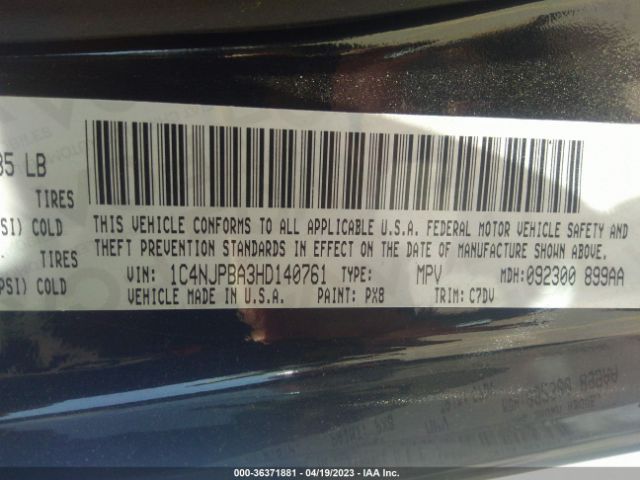 85 LB
TIRES
SI) COLD
TIRES
PSI) COLD
THIS VEHICLE CONFORMS TO ALL APPLICABLE U.S.A. FEDERAL MOTOR VEHICLE SAFETY AND
THEFT PREVENTION STANDARDS IN EFFECT ON THE DATE OF MANUFACTURE SHOWN ABOVE.
VIN: 1C4NJPBA3HD140761 TYPE: MPV MDH: 092300 899AA
VEHICLE MADE IN U.S.A. PAINT: PX8 TRIM: C7DV
000-36371881 - 04/19/2023 - IAA Inc.